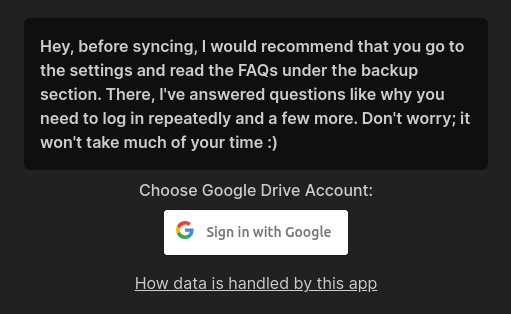 Hey, before syncing, I would recommend that you go to
the settings and read the FAQs under the backup
section. There, I've answered questions like why you
need to log in repeatedly and a few more. Don't worry; it
won't take much of your time :)
Choose Google Drive Account:
Sign in with Google
How data is handled by this app